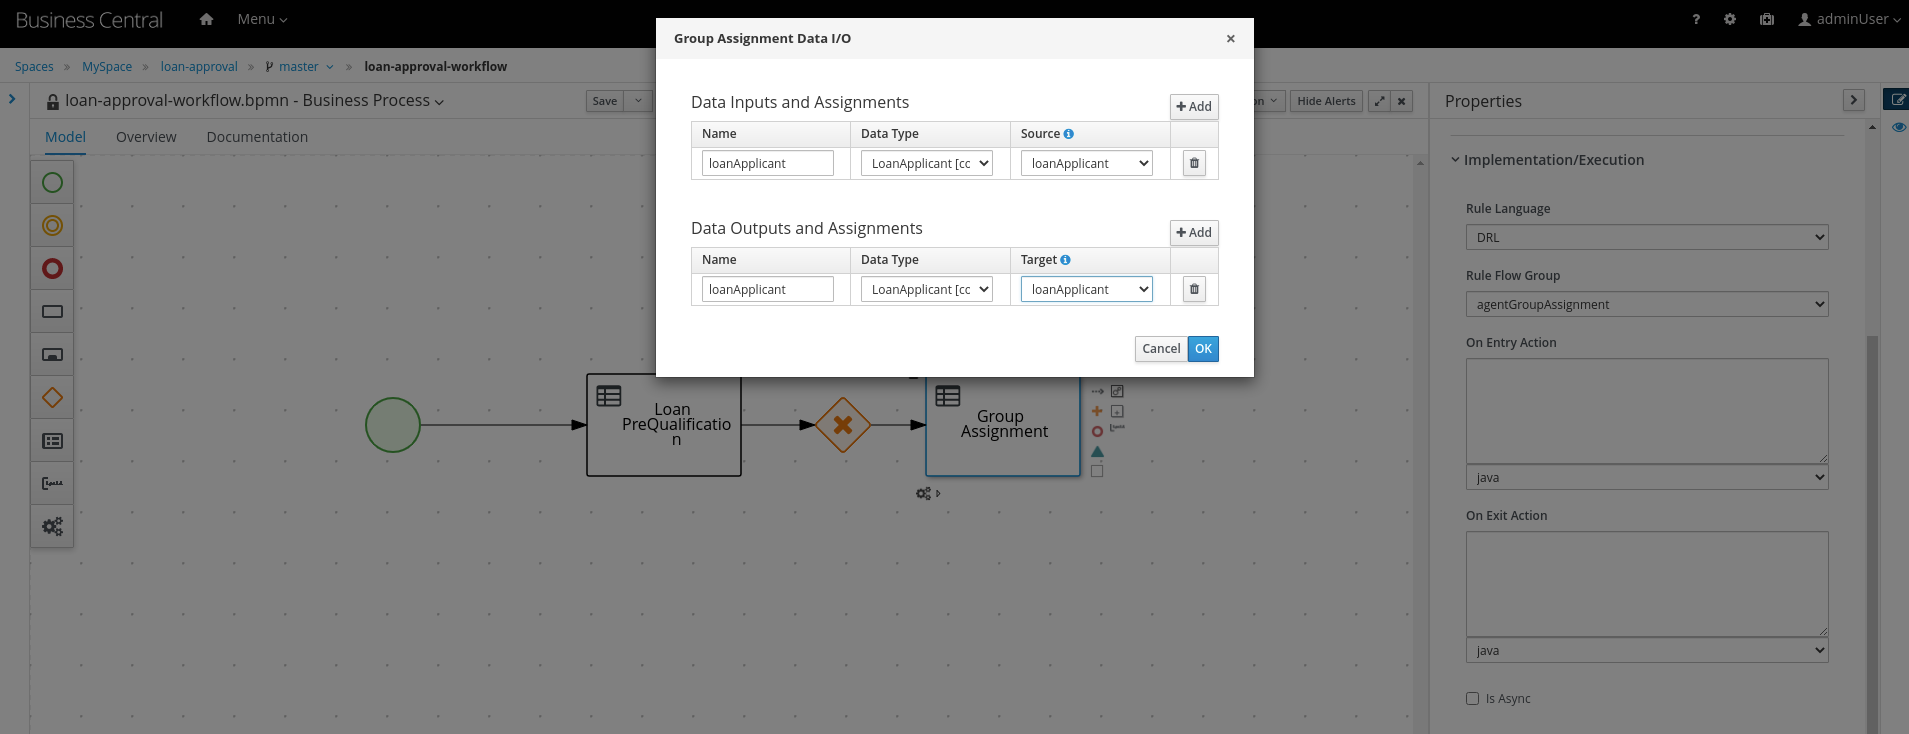 Business Central
Menu
?
adminUser
Spaces » MySpace » loan-approval » master » loan-approval-workflow
loan-approval-workflow.bpmn - Business Process
Save
Hide Alerts
Model Overview Documentation
Group Assignment Data I/O
×
Data Inputs and Assignments
+ Add
Name Data Type Source
loanApplicant LoanApplicant [cc loanApplicant
Data Outputs and Assignments
+ Add
Name Data Type Target
loanApplicant LoanApplicant [cc loanApplicant
Cancel OK
Loan
PreQualificatio
n
Group
Assignment
Properties
Implementation/Execution
Rule Language
DRL
Rule Flow Group
agentGroupAssignment
On Entry Action
java
On Exit Action
java
Is Async